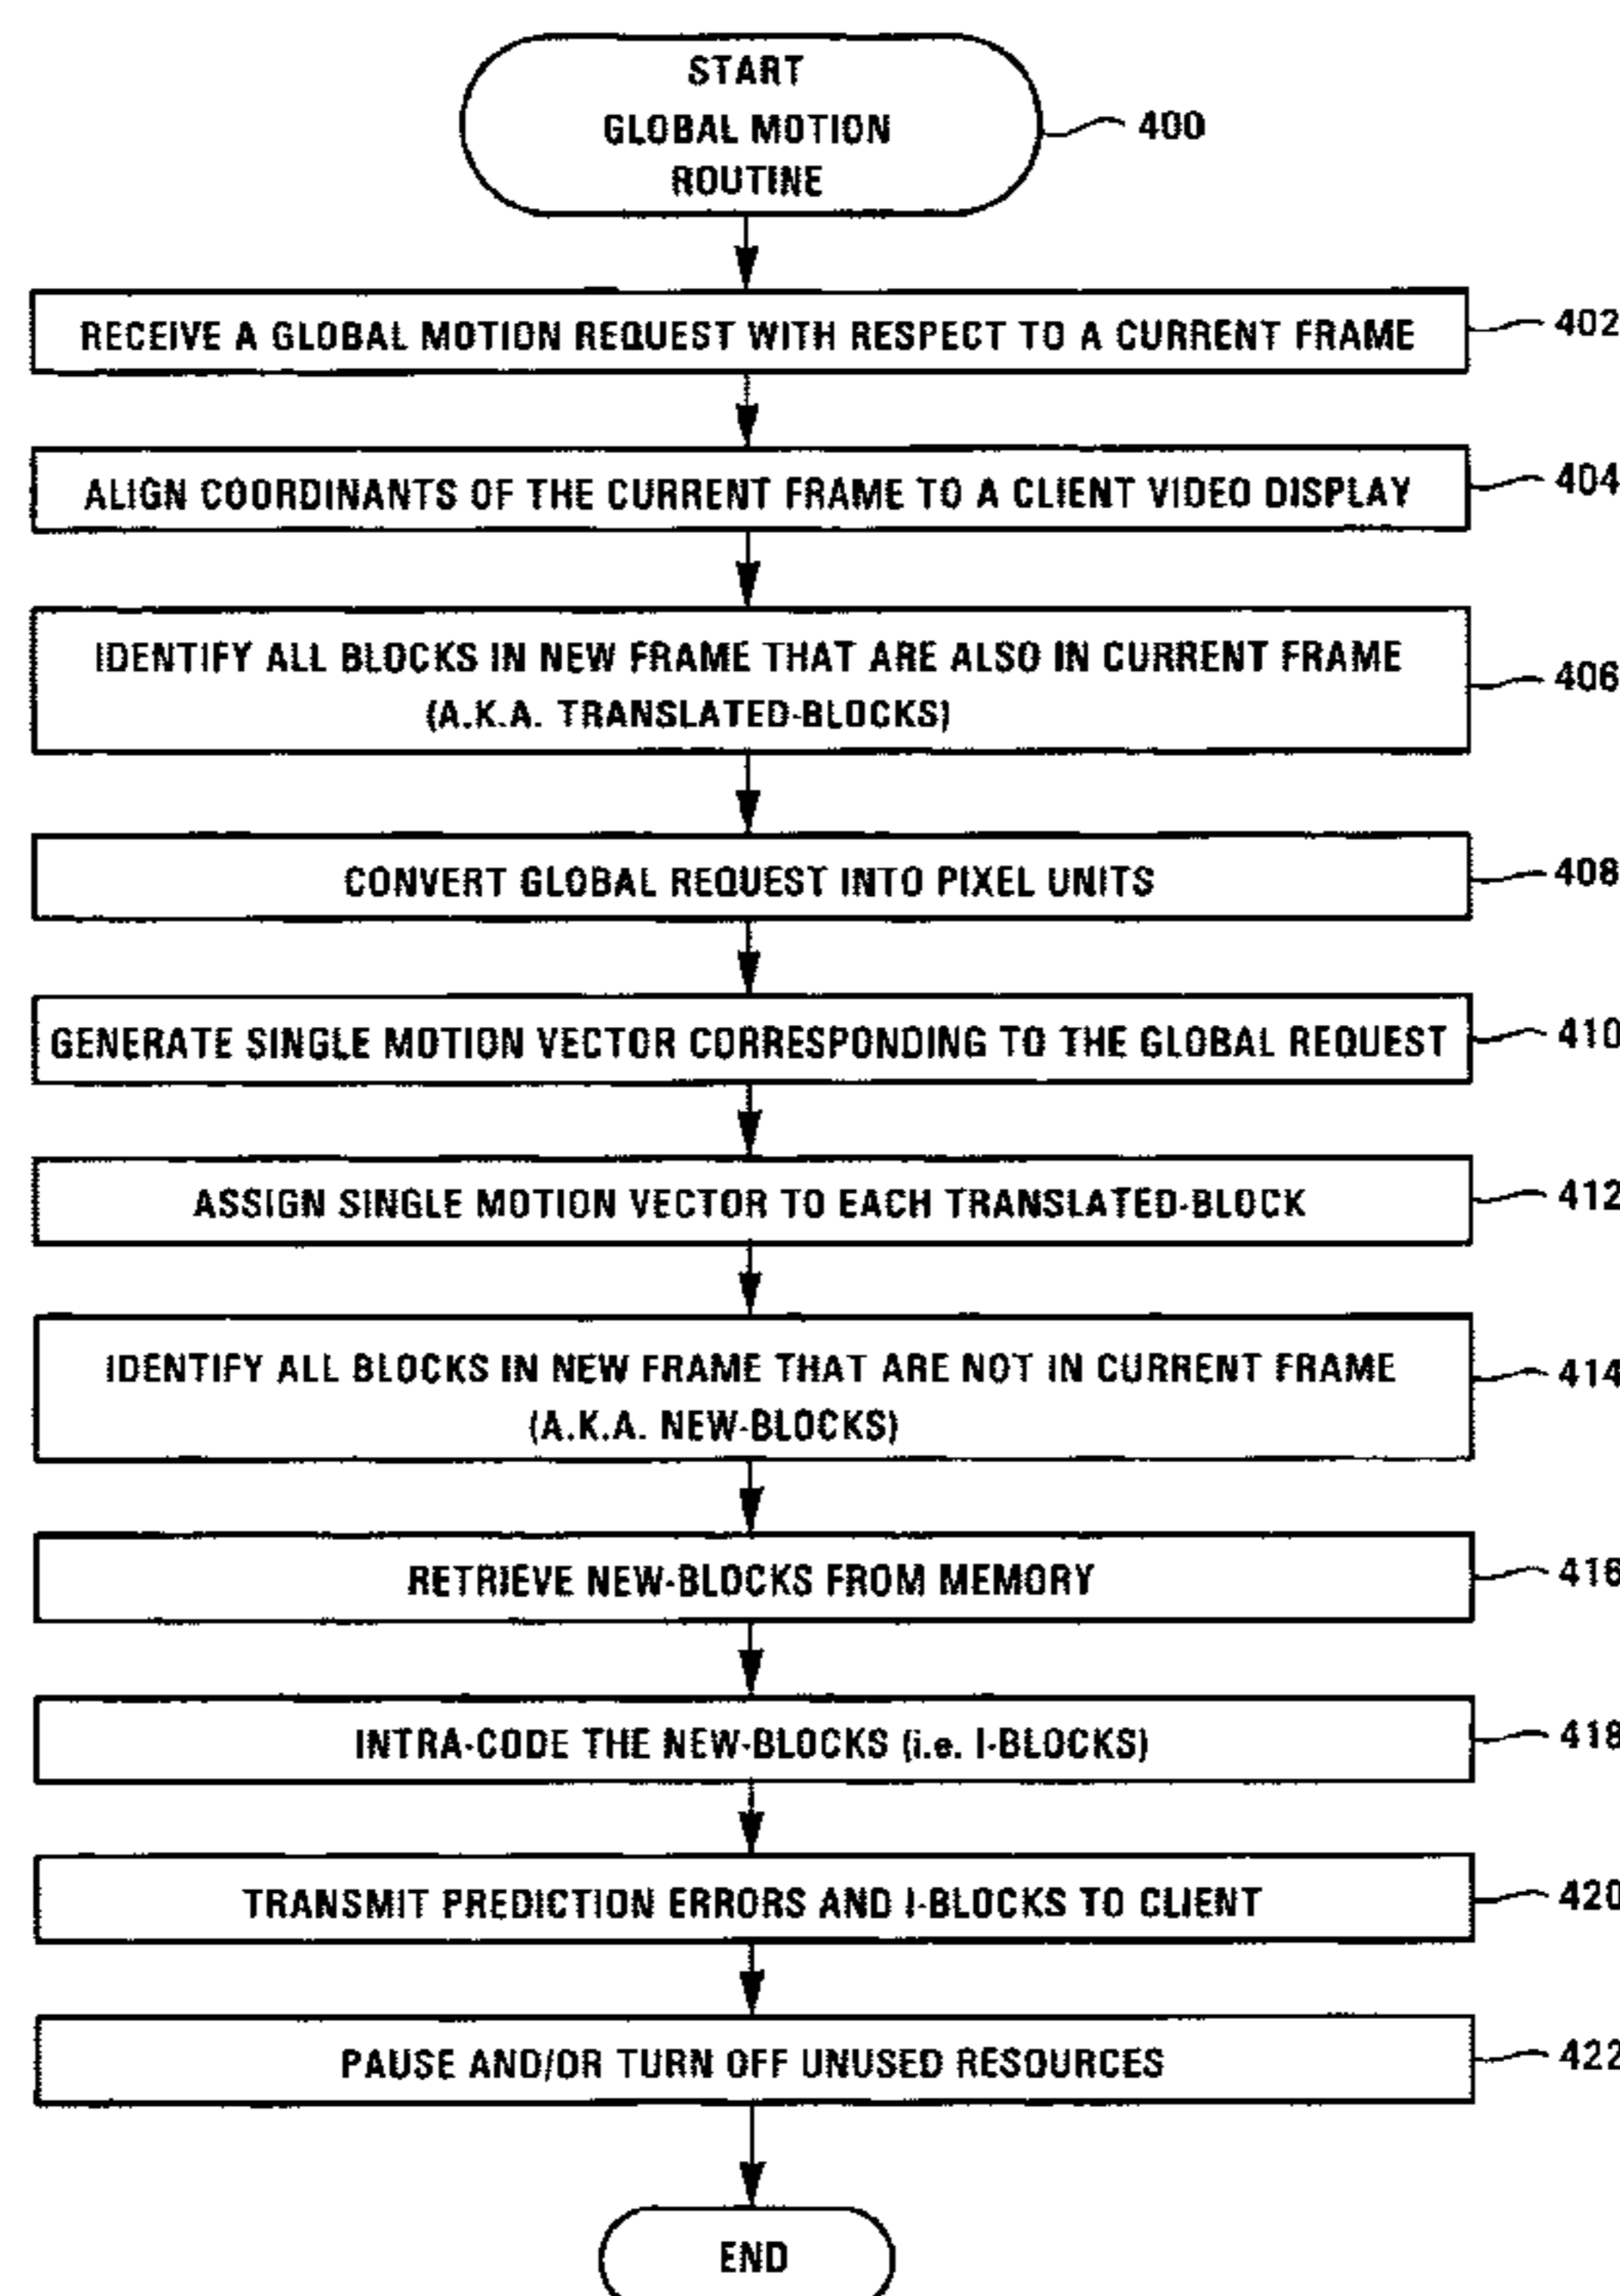 START
GLOBAL MOTION
ROUTINE
400
RECEIVE A GLOBAL MOTION REQUEST WITH RESPECT TO A CURRENT FRAME
402
ALIGN COORDINANTS OF THE CURRENT FRAME TO A CLIENT VIDEO DISPLAY
404
IDENTIFY ALL BLOCKS IN NEW FRAME THAT ARE ALSO IN CURRENT FRAME
(A.K.A. TRANSLATED-BLOCKS)
406
CONVERT GLOBAL REQUEST INTO PIXEL UNITS
408
GENERATE SINGLE MOTION VECTOR CORRESPONDING TO THE GLOBAL REQUEST
410
ASSIGN SINGLE MOTION VECTOR TO EACH TRANSLATED-BLOCK
412
IDENTIFY ALL BLOCKS IN NEW FRAME THAT ARE NOT IN CURRENT FRAME
(A.K.A. NEW-BLOCKS)
414
RETRIEVE NEW-BLOCKS FROM MEMORY
416
INTRA-CODE THE NEW-BLOCKS (i.e. I-BLOCKS)
418
TRANSMIT PREDICTION ERRORS AND I-BLOCKS TO CLIENT
420
PAUSE AND/OR TURN OFF UNUSED RESOURCES
422
END